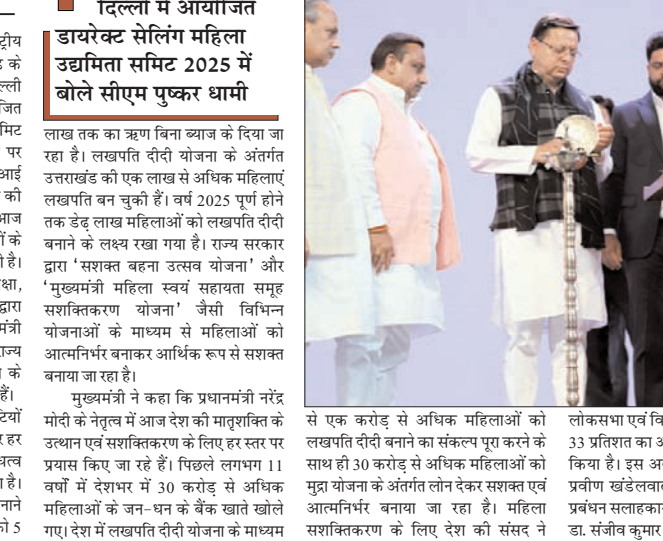 दिल्ली में आयोजित
डायरेक्ट सेलिंग महिला
उद्यमिता समिट 2025 में
बोले सीएम पुष्कर धामी
लाख तक का ऋण बिना ब्याज के दिया जा
रहा है। लखपति दीदी योजना के अंतर्गत
उत्तराखंड की एक लाख से अधिक महिलाएं
लखपति बन चुकी हैं। वर्ष 2025 पूर्ण होने
तक डेढ़ लाख महिलाओं को लखपति दीदी
बनाने के लक्ष्य रखा गया है। राज्य सरकार
द्वारा ‘सशक्त बहना उत्सव योजना’ और
‘मुख्यमंत्री महिला स्वयं सहायता समूह
सशक्तिकरण योजना’ जैसी विभिन्न
योजनाओं के माध्यम से महिलाओं को
आत्मनिर्भर बनाकर आर्थिक रूप से सशक्त
बनाया जा रहा है।
मुख्यमंत्री ने कहा कि प्रधानमंत्री नरेंद्र
मोदी के नेतृत्व में आज देश की मातृशक्ति के
उत्थान एवं सशक्तिकरण के लिए हर स्तर पर
प्रयास किए जा रहे हैं। पिछले लगभग 11
वर्षों में देशभर में 30 करोड़ से अधिक
महिलाओं के जन-धन के बैंक खाते खोले
गए। देश में लखपति दीदी योजना के माध्यम
से एक करोड़ से अधिक महिलाओं को
लखपति दीदी बनाने का संकल्प पूरा करने के
साथ ही 30 करोड़ से अधिक महिलाओं को
मुद्रा योजना के अंतर्गत लोन देकर सशक्त एवं
आत्मनिर्भर बनाया जा रहा है। महिला
सशक्तिकरण के लिए देश की संसद ने
लोकसभा एवं
33 प्रतिशत का
किया है। इस
प्रवीण
प्रबंधन
डा. संजीव कुमार